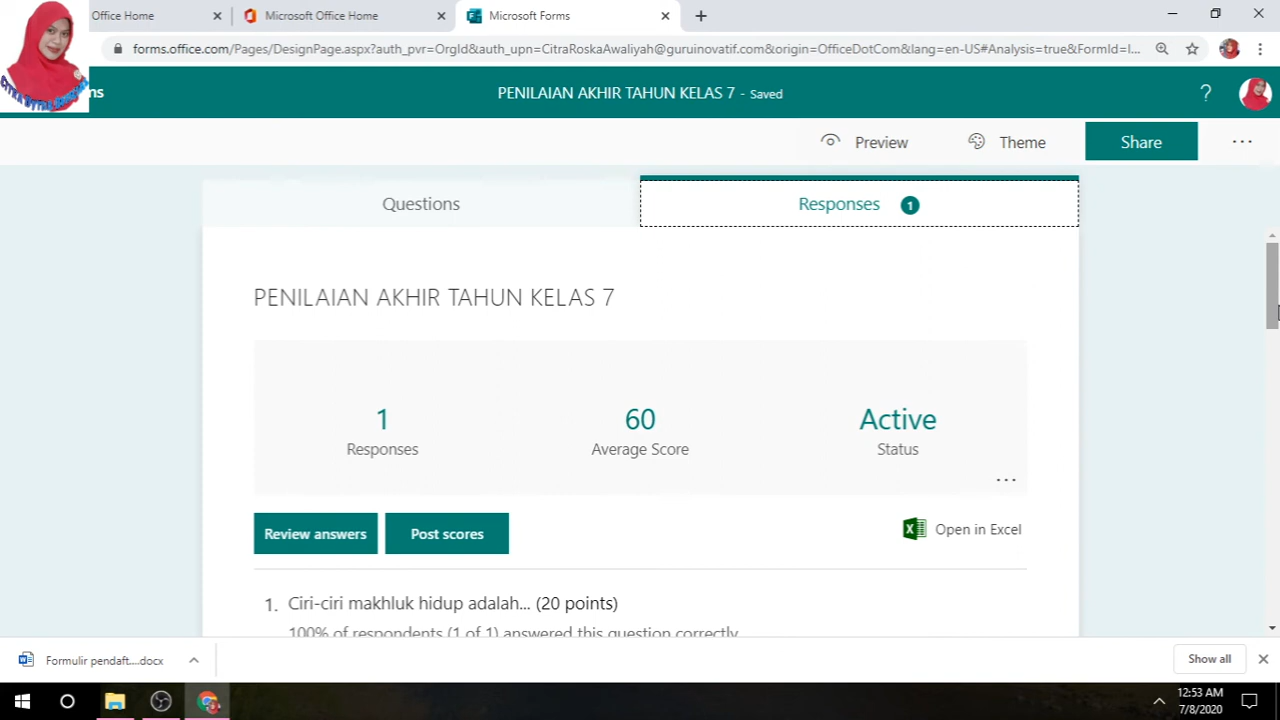 Office Home
Microsoft Office Home
Microsoft Forms
forms.office.com/Pages/DesignPage.aspx?auth_pvr=OrgId&auth_upn=CitraRoskaAwaliyah@guruinovatif.com&origin=OfficeDotCom&lang=en-US#Analysis=true&FormId=I...
ns
PENILAIAN AKHIR TAHUN KELAS 7 - Saved
?
Preview
Theme
Share
Questions
Responses 1
PENILAIAN AKHIR TAHUN KELAS 7
1
60
Active
Responses
Average Score
Status
Review answers
Post scores
Open in Excel
1. Ciri-ciri makhluk hidup adalah... (20 points)
100% of respondents (1 of 1) answered this question correctly.
Formulir pendaft....docx
Show all
12:53 AM
7/8/2020